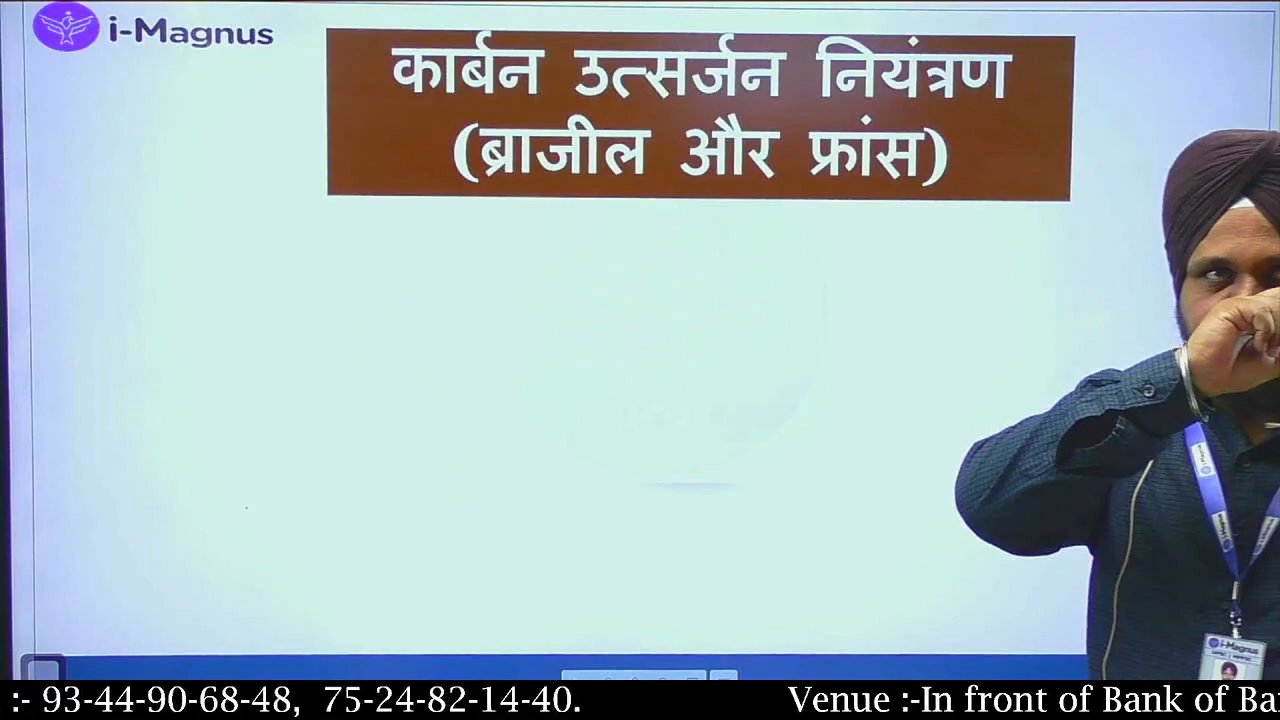 i-Magnus
कार्बन उत्सर्जन नियंत्रण
(ब्राजील और फ्रांस)
i-Magnus
:- 93-44-90-68-48, 75-24-82-14-40.
Venue :-In front of Bank of Ba